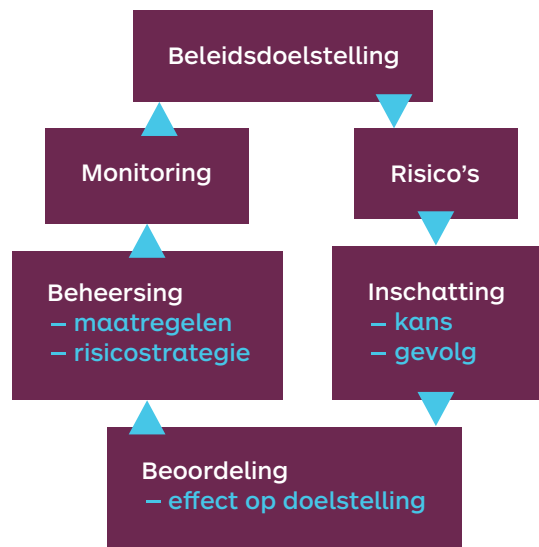 Beleidsdoelstelling
Monitoring
Risico’s
Beheersing
– maatregelen
– risicostrategie
Inschatting
– kans
– gevolg
Beoordeling
– effect op doelstelling